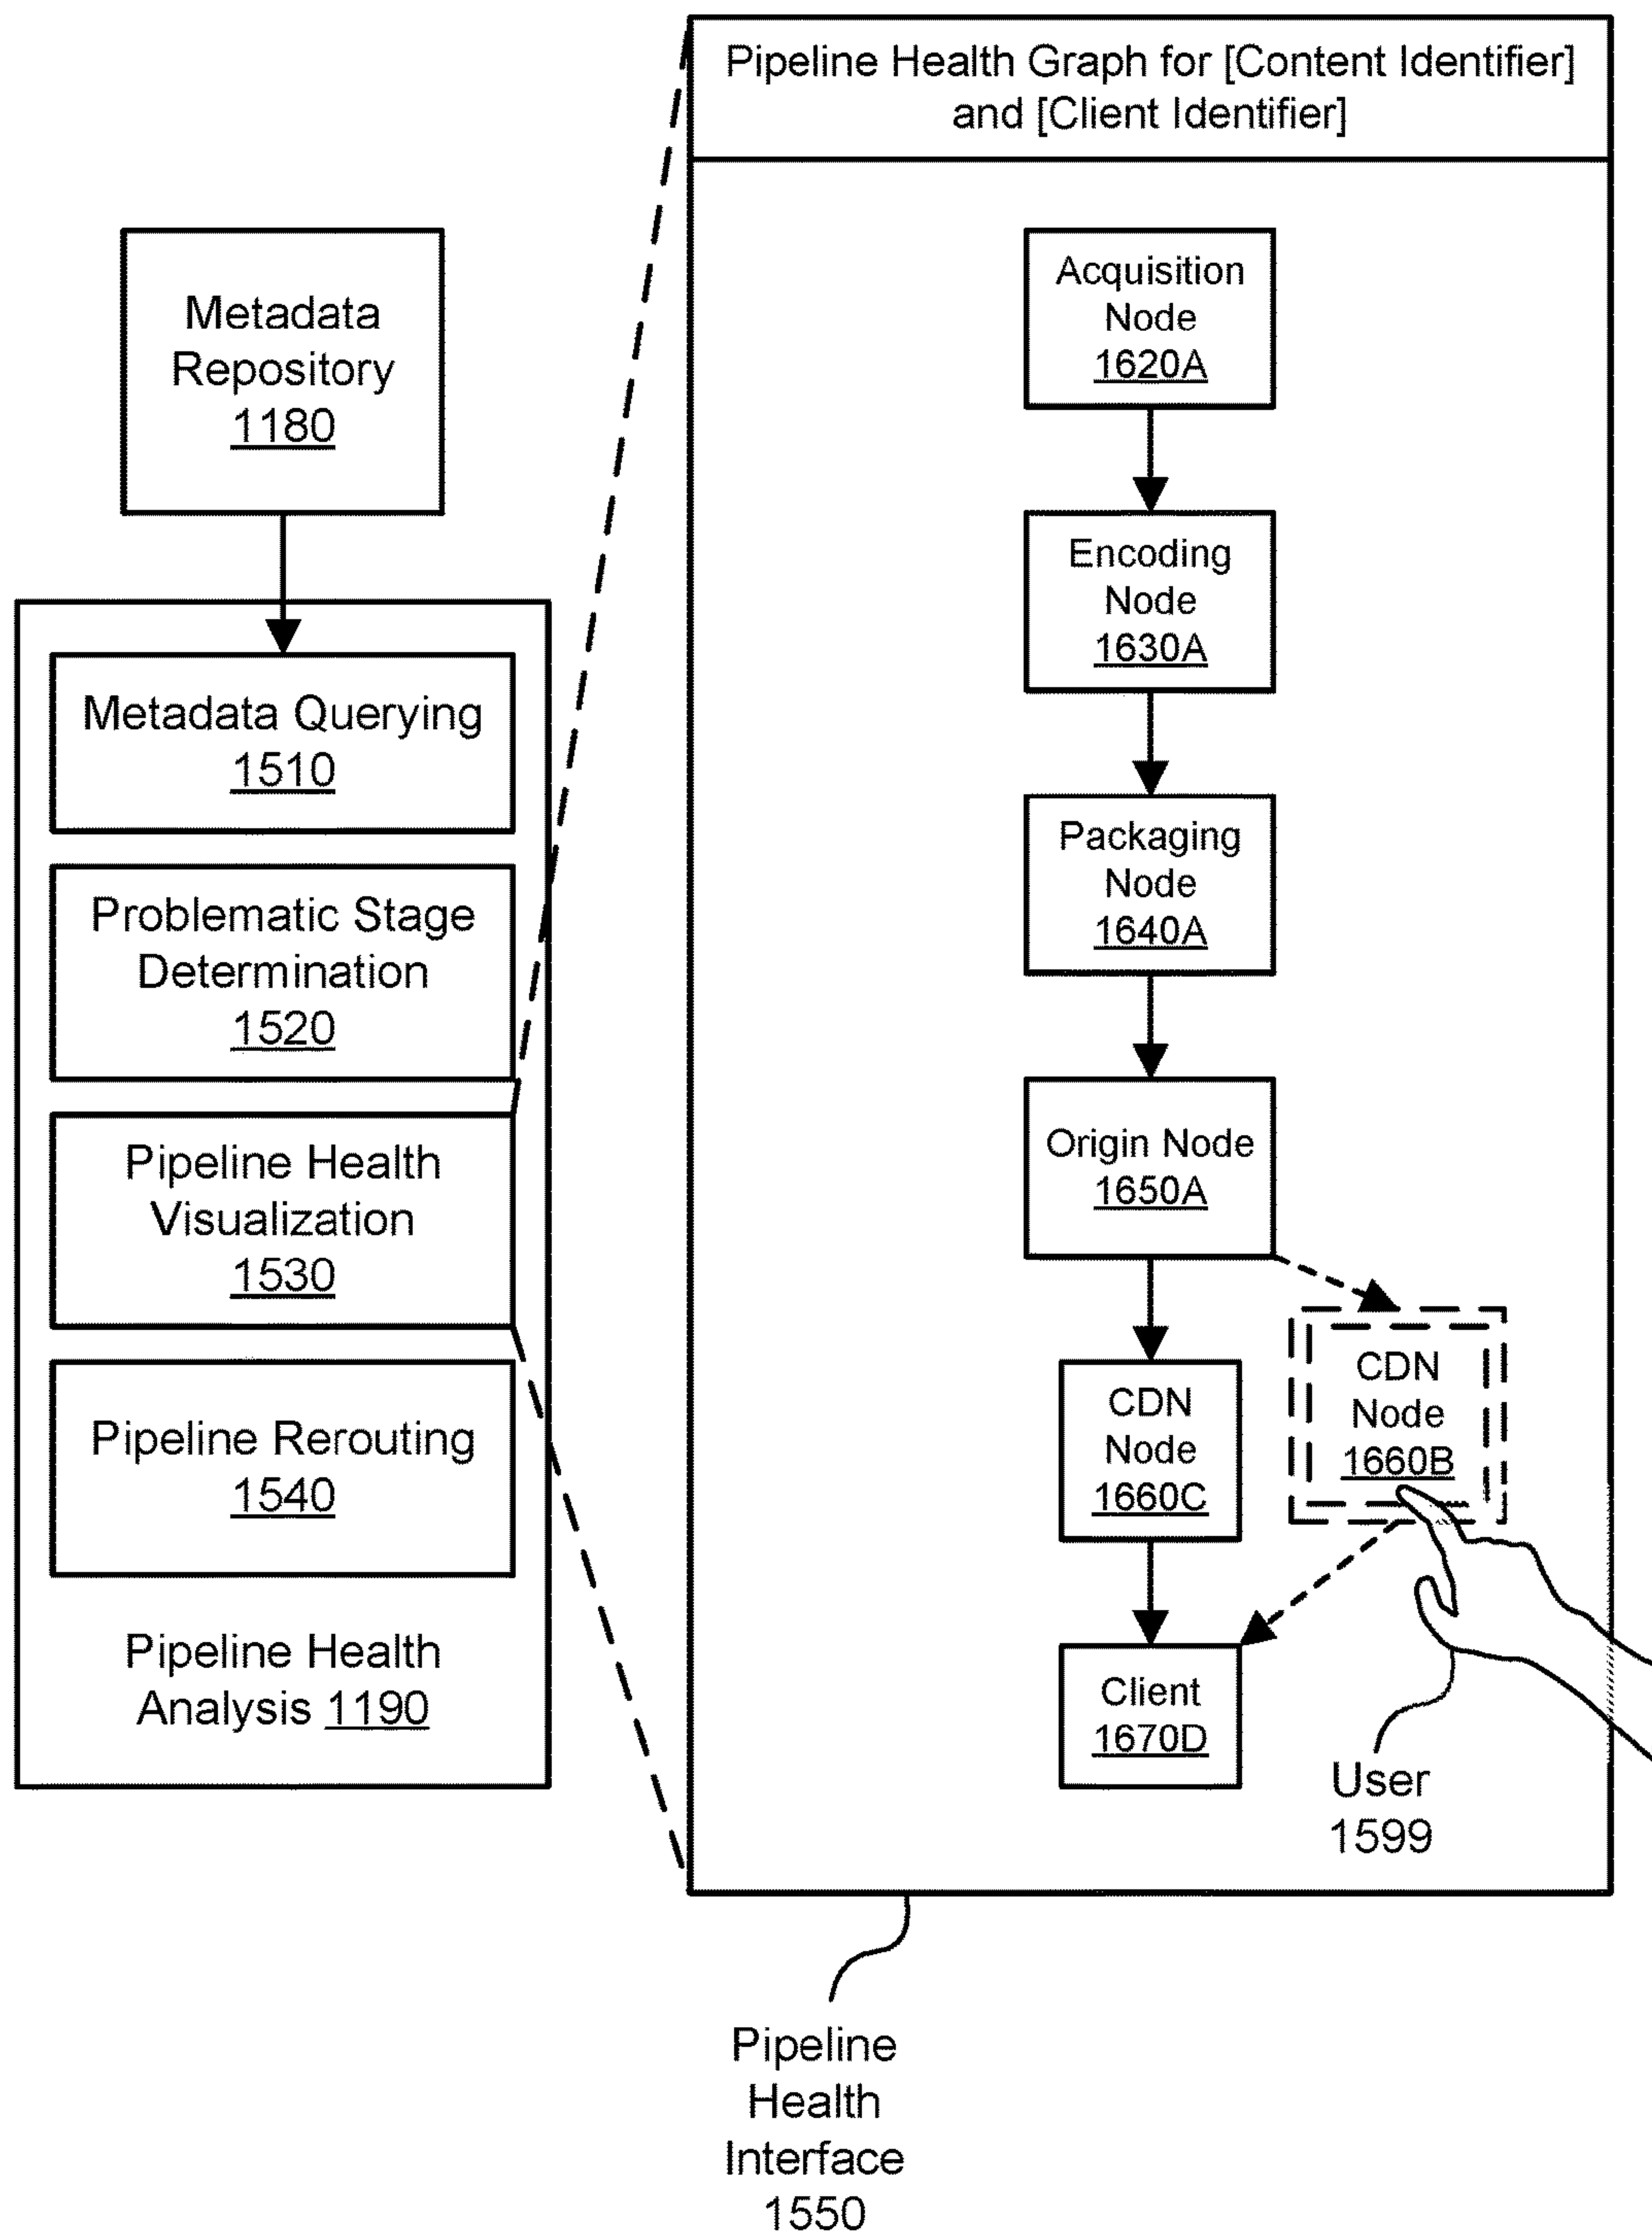 Pipeline Health Graph for [Content Identifier]
and [Client Identifier]
Metadata
Repository
1180
Metadata Querying
1510
Problematic Stage
Determination
1520
Pipeline Health
Visualization
1530
Pipeline Rerouting
1540
Pipeline Health
Analysis 1190
Acquisition
Node
1620A
Encoding
Node
1630A
Packaging
Node
1640A
Origin Node
1650A
CDN
Node
1660C
CDN
Node
1660B
Client
1670D
User
1599
Pipeline
Health
Interface
1550